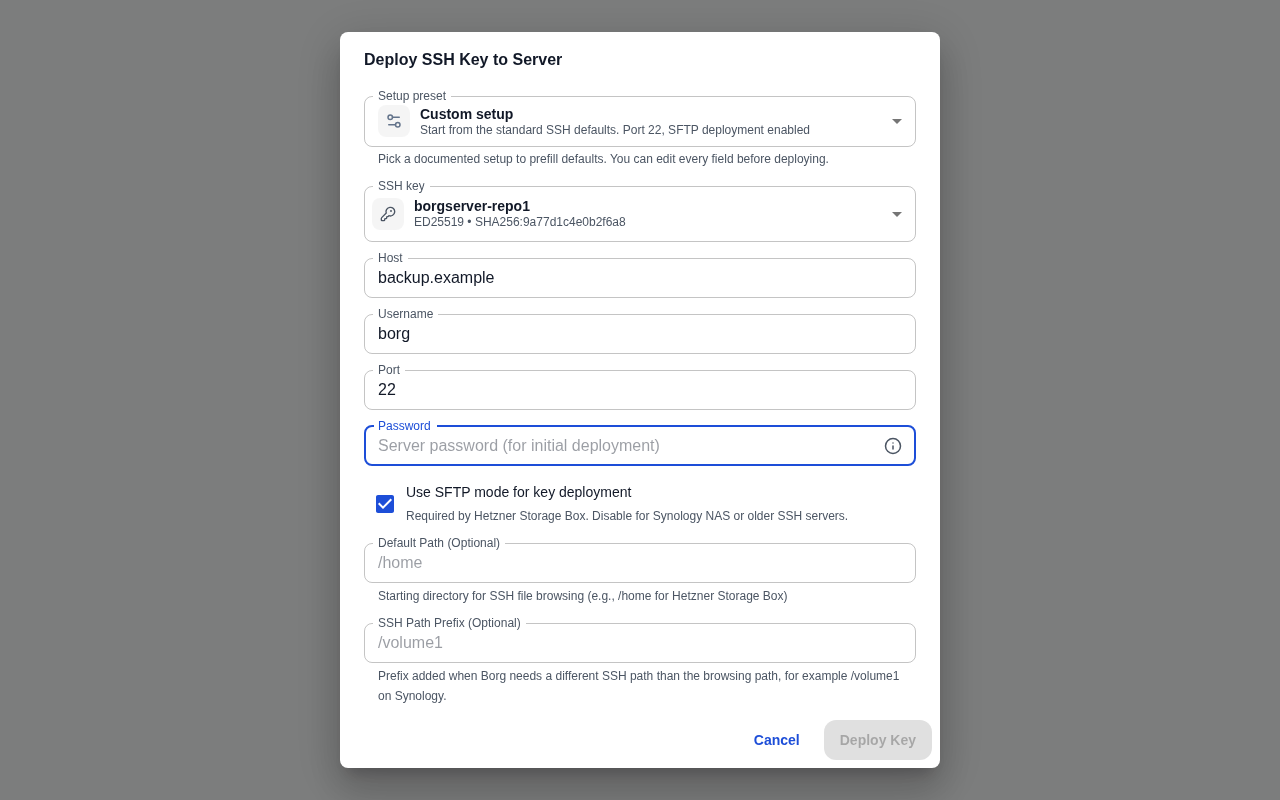 Deploy SSH Key to Server
Setup preset
Custom setup
Start from the standard SSH defaults. Port 22, SFTP deployment enabled
Pick a documented setup to prefill defaults. You can edit every field before deploying.
SSH key
borgserver-repo1
ED25519 • SHA256:9a77d1c4e0b2f6a8
Host
backup.example
Username
borg
Port
22
Password
Server password (for initial deployment)
Use SFTP mode for key deployment
Required by Hetzner Storage Box. Disable for Synology NAS or older SSH servers.
Default Path (Optional)
/home
Starting directory for SSH file browsing (e.g., /home for Hetzner Storage Box)
SSH Path Prefix (Optional)
/volume1
Prefix added when Borg needs a different SSH path than the browsing path, for example /volume1
on Synology.
Cancel
Deploy Key